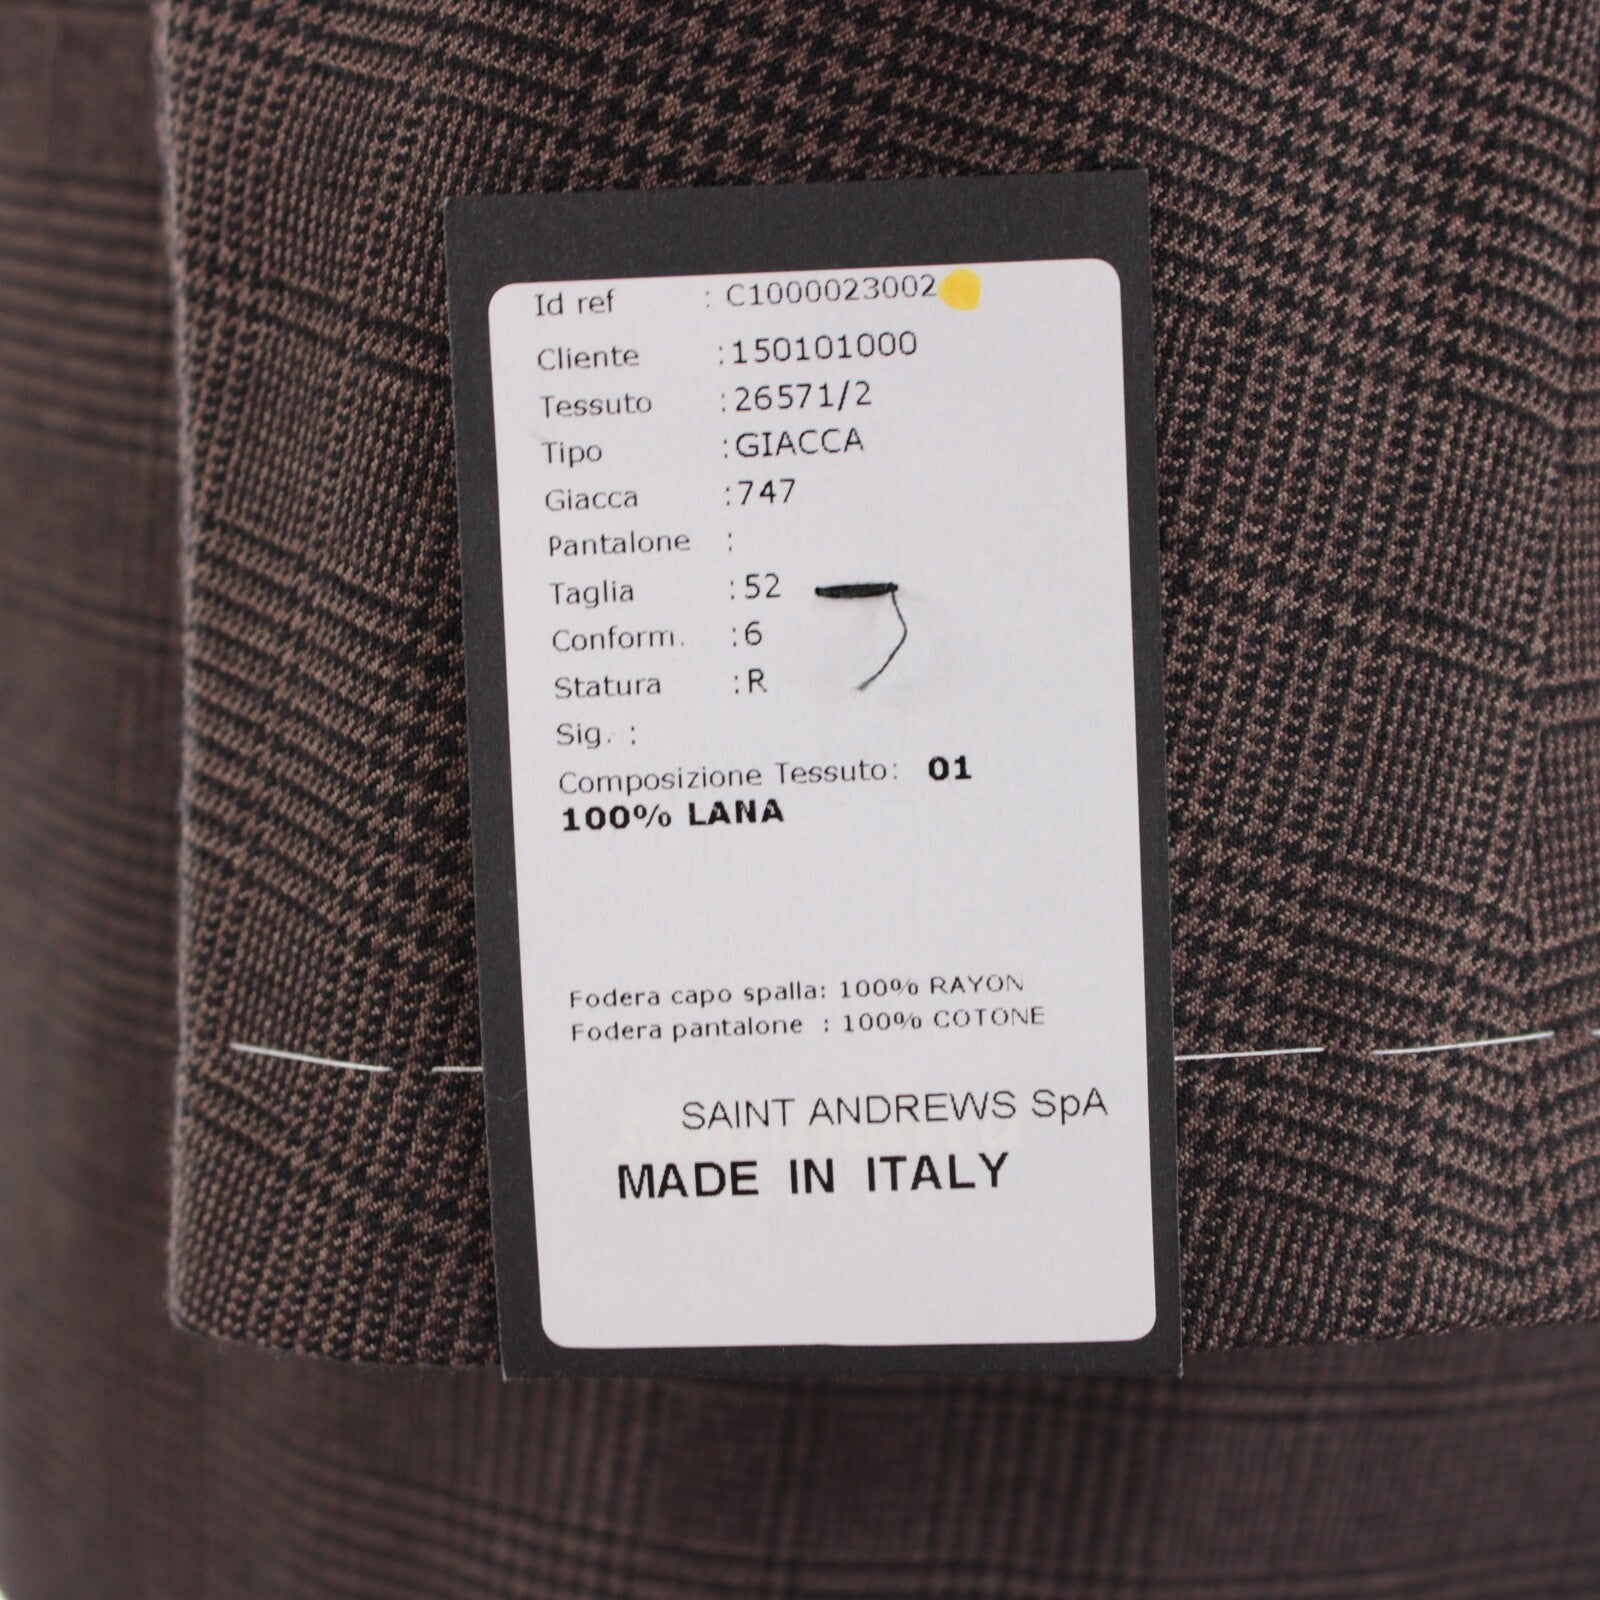 Id ref : C1000023002
Cliente :150101000
Tessuto :26571/2
Tipo :GIACCA
Giacca :747
Pantalone :
Taglia :52
Conform. :6
Statura :R
Sig. :
Composizione Tessuto: 01
100% LANA
Fodera capo spalla: 100% RAYON
Fodera pantalone : 100% COTONE
SAINT ANDREWS SpA
MADE IN ITALY